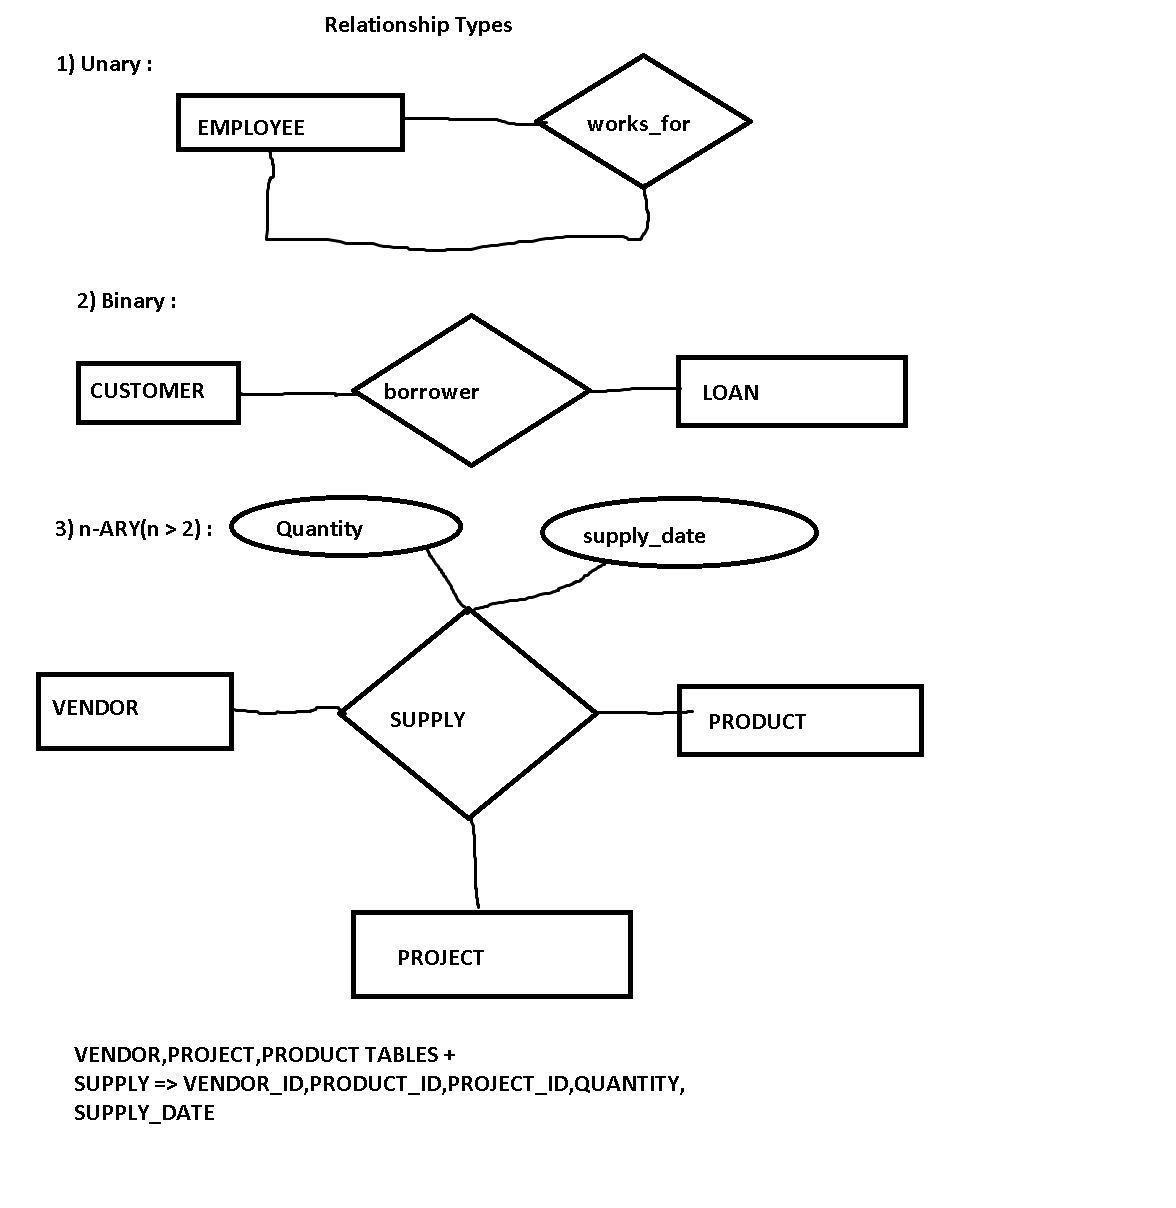 Relationship Types
1) Unary :
EMPLOYEE
works_for
2) Binary :
CUSTOMER
borrower
LOAN
3) n-ARY(n > 2) :
Quantity
supply_date
VENDOR
SUPPLY
PRODUCT
PROJECT
VENDOR,PROJECT,PRODUCT TABLES +
SUPPLY => VENDOR_ID,PRODUCT_ID,PROJECT_ID,QUANTITY,
SUPPLY_DATE